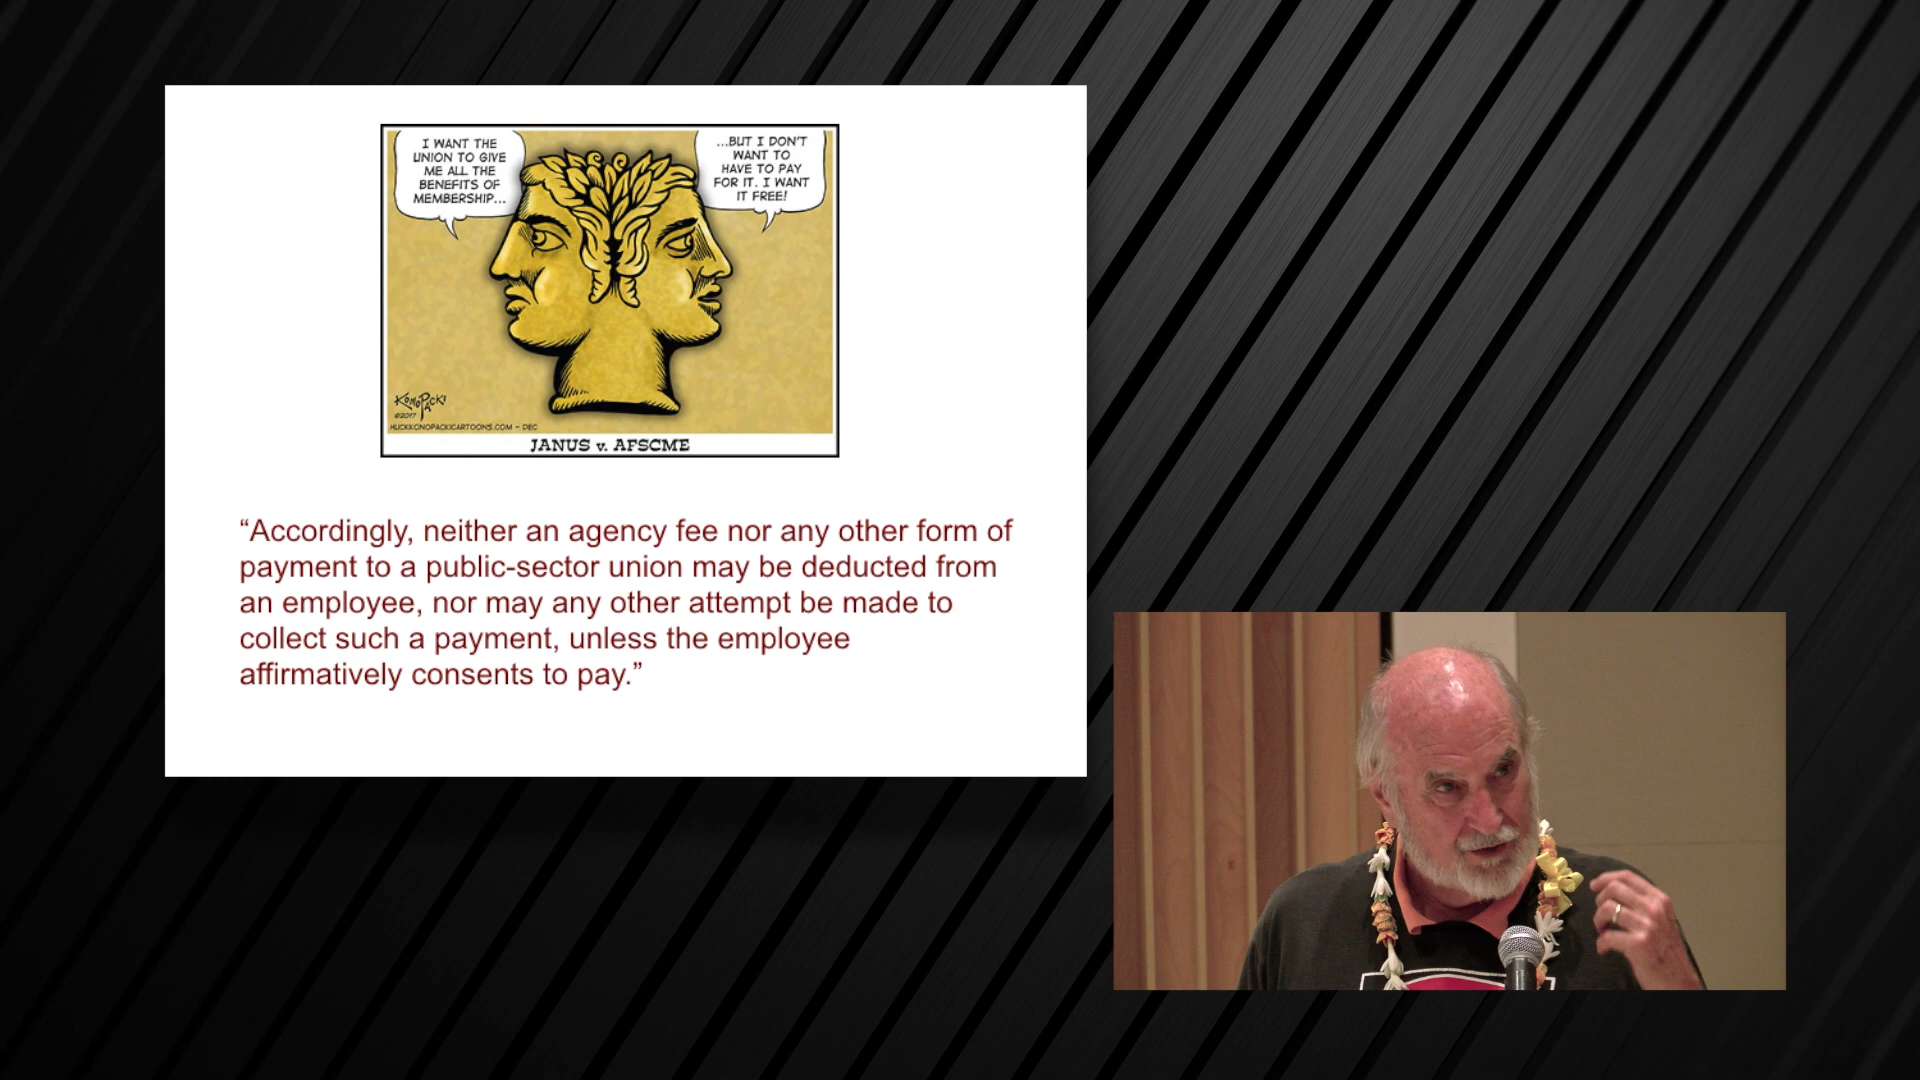 I WANT THE
UNION TO GIVE
ME ALL THE
BENEFITS OF
MEMBERSHIP...
...BUT I DON'T
WANT TO
HAVE TO PAY
FOR IT. I WANT
IT FREE!
KONOPACKI
©2017
HUCKKONOPACKICARTOONS.COM - DEC
JANUS v. AFSCME
“Accordingly, neither an agency fee nor any other form of
payment to a public-sector union may be deducted from
an employee, nor may any other attempt be made to
collect such a payment, unless the employee
affirmatively consents to pay.”